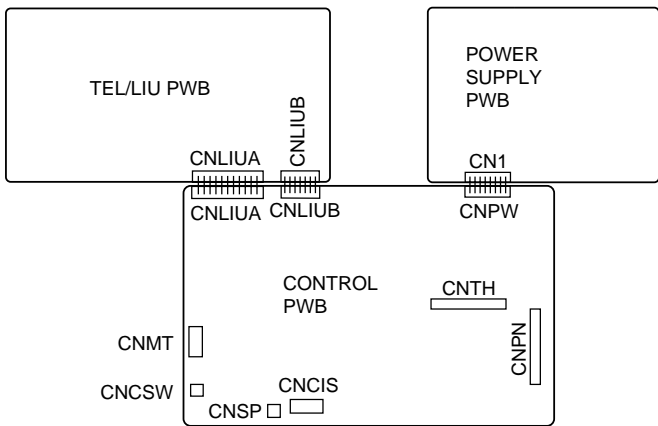 TEL/LIU PWB
POWER
SUPPLY
PWB
CNLIUB
CNLIUA
CN1
CNLIUA
CNLIUB
CNPW
CONTROL
PWB
CNTH
CNPN
CNMT
CNCSW
CNCIS
CNSP